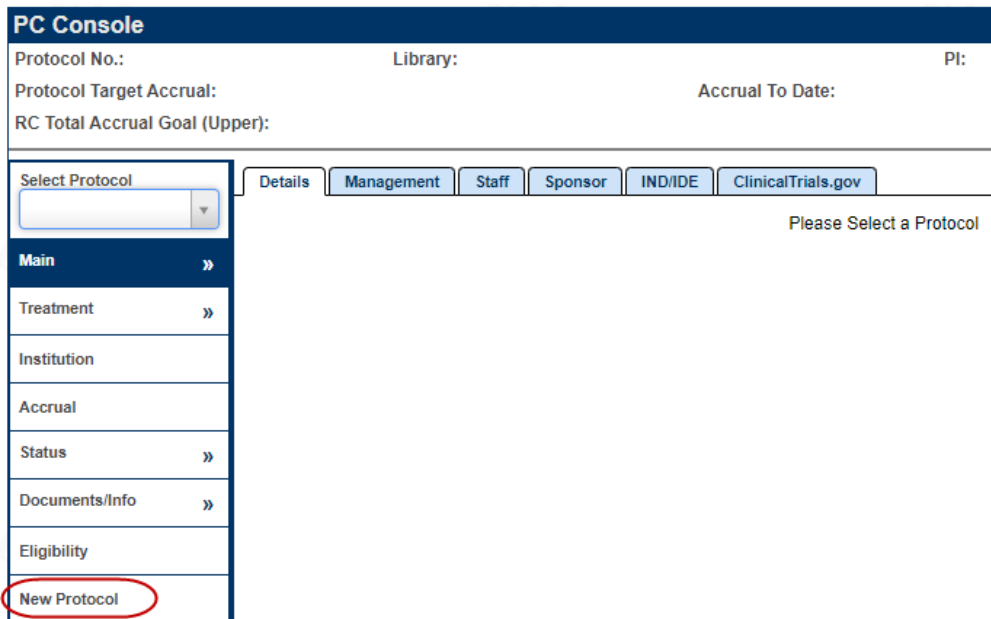 PC Console
Protocol No.: Library: PI:
Protocol Target Accrual: Accrual To Date:
RC Total Accrual Goal (Upper):
Select Protocol
Details Management Staff Sponsor IND/IDE ClinicalTrials.gov
Please Select a Protocol
Main »
Treatment »
Institution
Accrual
Status »
Documents/Info »
Eligibility
New Protocol